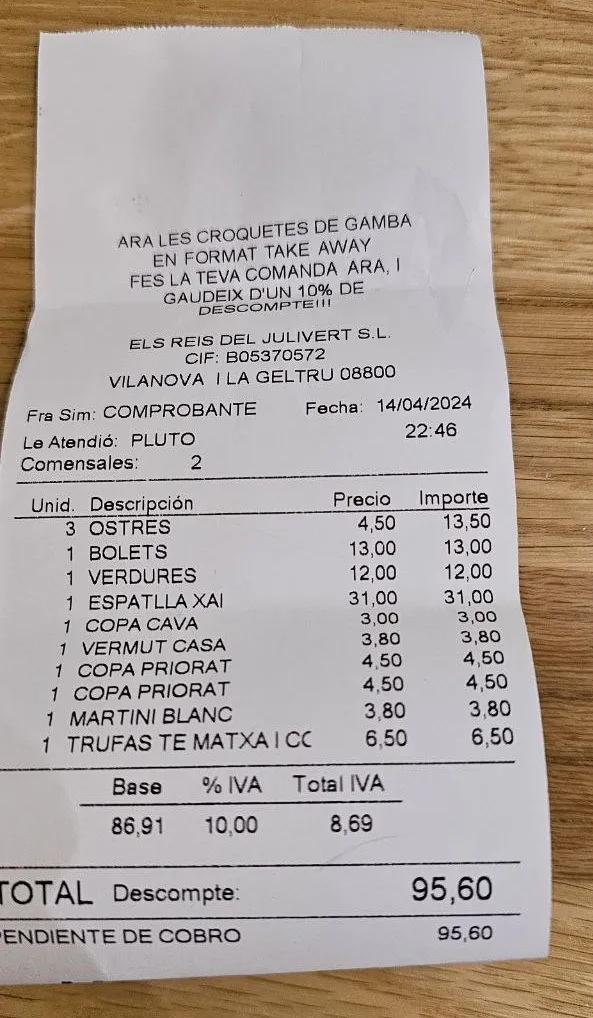 ARA LES CROQUETES DE GAMBA
EN FORMAT TAKE AWAY
FES LA TEVA COMANDA ARA, I
GAUDEIX D'UN 10% DE
DESCOMPTE!!!
ELS REIS DEL JULIVERT S.L.
CIF: B05370572
VILANOVA I LA GELTRU 08800
Fra Sim: COMPROBANTE Fecha: 14/04/2024
Le Atendió: PLUTO 22:46
Comensales: 2
Unid. Descripción Precio Importe
3 OSTRES 4,50 13,50
1 BOLETS 13,00 13,00
1 VERDURES 12,00 12,00
1 ESPATLLA XAI 31,00 31,00
1 COPA CAVA 3,00 3,00
1 VERMUT CASA 3,80 3,80
1 COPA PRIORAT 4,50 4,50
1 COPA PRIORAT 4,50 4,50
1 MARTINI BLANC 3,80 3,80
1 TRUFAS TE MATXA I CC 6,50 6,50
Base % IVA Total IVA
86,91 10,00 8,69
TOTAL Descompte: 95,60
PENDIENTE DE COBRO 95,60